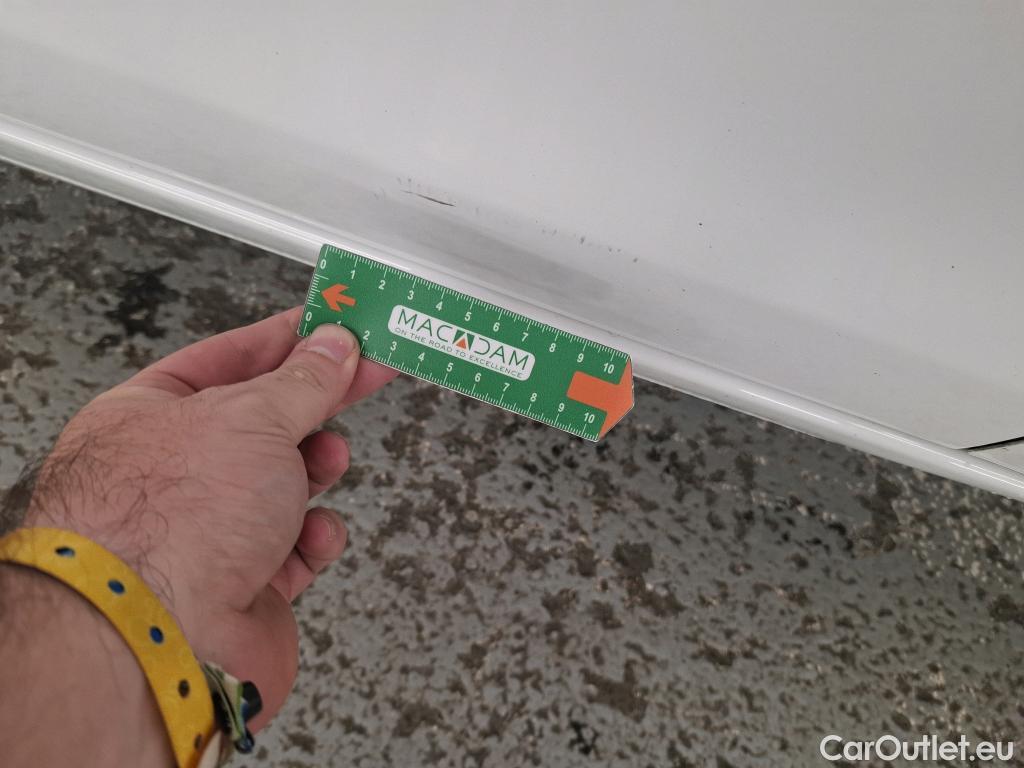 0 1 2 3 4 5 6 7 8 9 10
MACADAM
ON THE ROAD TO EXCELLENCE
0 1 2 3 4 5 6 7 8 9 10
CarOutlet.eu